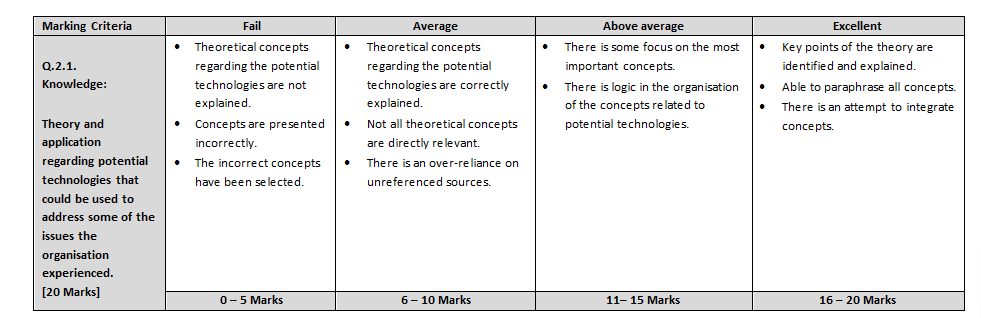 Marking Criteria
Fail
Average
Above average
Excellent
Q.2.1.
Knowledge:
Theory and
application
regarding potential
technologies that
could be used to
address some of the
issues the
organisation
experienced.
[20 Marks]
• Theoretical concepts
regarding the potential
technologies are not
explained.
• Concepts are presented
incorrectly.
• The incorrect concepts
have been selected.
• Theoretical concepts
regarding the potential
technologies are correctly
explained.
• Not all theoretical concepts
are directly relevant.
• There is an over-reliance on
unreferenced sources.
• There is some focus on the most
important concepts.
• There is logic in the organisation
of the concepts related to
potential technologies.
• Key points of the theory are
identified and explained.
• Able to paraphrase all concepts.
• There is an attempt to integrate
concepts.
0 – 5 Marks
6 – 10 Marks
11– 15 Marks
16 – 20 Marks